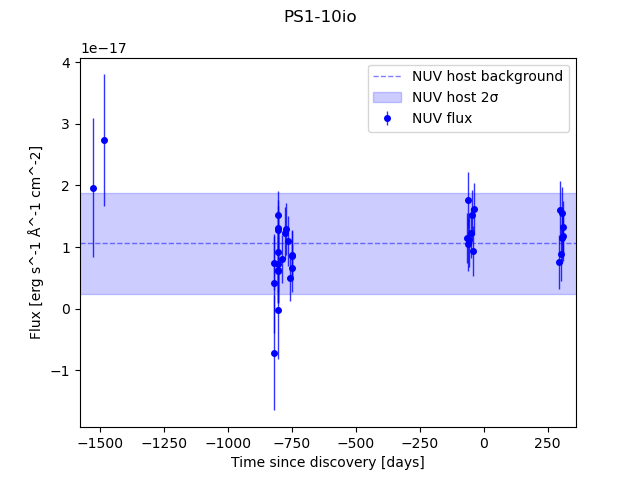 PS1-10io
1e−17
4
3
2
1
0
−1
Flux [erg s^-1 Å^-1 cm^-2]
NUV host background
NUV host 2σ
NUV flux
−1500 −1250 −1000 −750 −500 −250 0 250
Time since discovery [days]